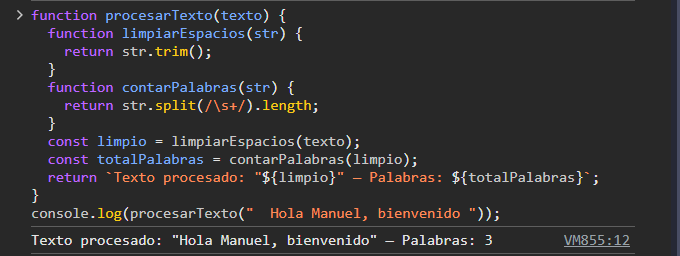 > function procesarTexto(texto) {
    function limpiarEspacios(str) {
      return str.trim();
    }
    function contarPalabras(str) {
      return str.split(/\s+/).length;
    }
    const limpio = limpiarEspacios(texto);
    const totalPalabras = contarPalabras(limpio);
    return `Texto procesado: "${limpio}" — Palabras: ${totalPalabras}`;
  }
  console.log(procesarTexto("  Hola Manuel, bienvenido "));
  Texto procesado: "Hola Manuel, bienvenido" — Palabras: 3 VM855:12